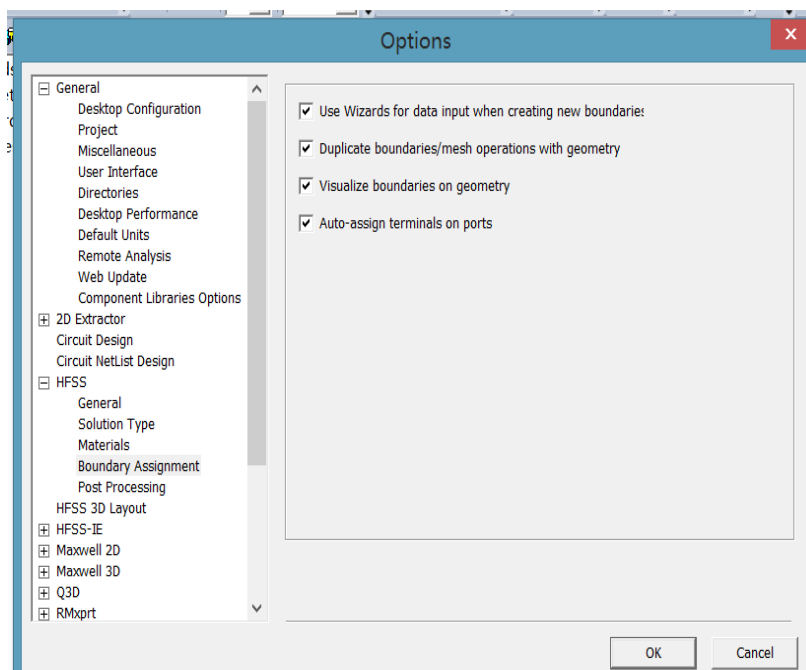 Options
General
Desktop Configuration
Project
Miscellaneous
User Interface
Directories
Desktop Performance
Default Units
Remote Analysis
Web Update
Component Libraries Options
2D Extractor
Circuit Design
Circuit NetList Design
HFSS
General
Solution Type
Materials
Boundary Assignment
Post Processing
HFSS 3D Layout
HFSS-IE
Maxwell 2D
Maxwell 3D
Q3D
RMxprt
Use Wizards for data input when creating new boundaries
Duplicate boundaries/mesh operations with geometry
Visualize boundaries on geometry
Auto-assign terminals on ports
OK
Cancel